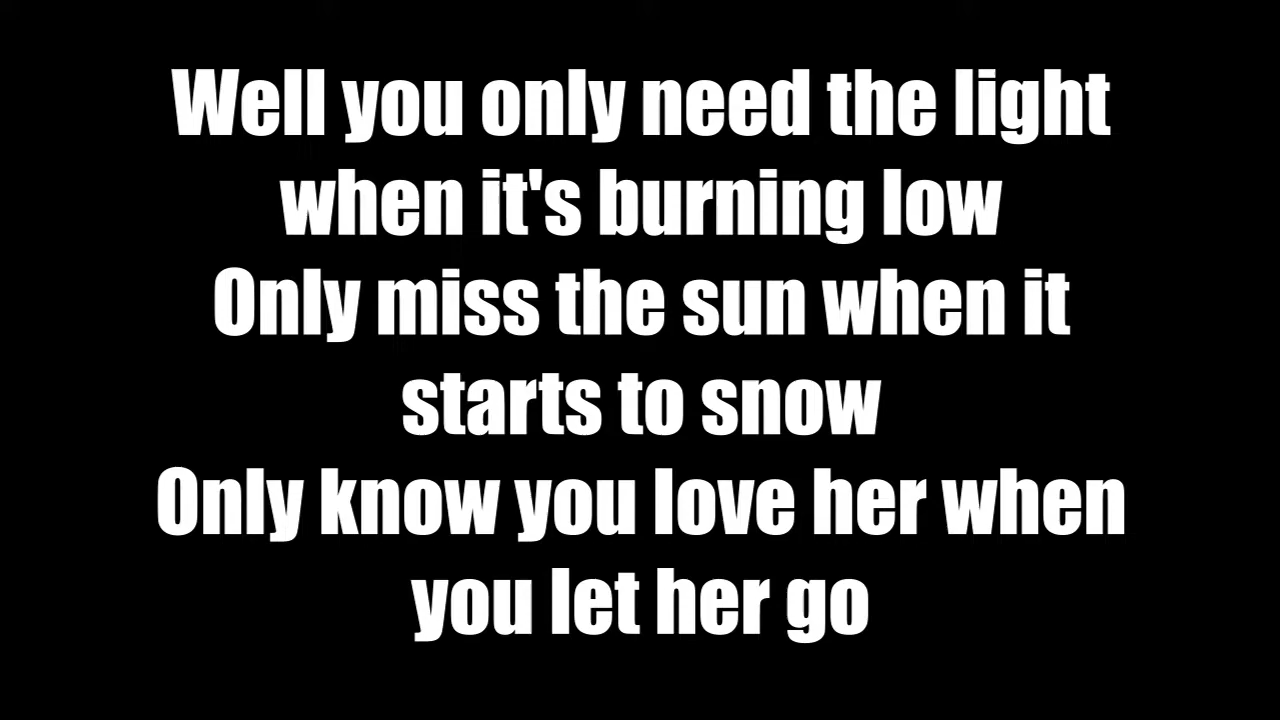 Well you only need the light
when it's burning low
Only miss the sun when it
starts to snow
Only know you love her when
you let her go